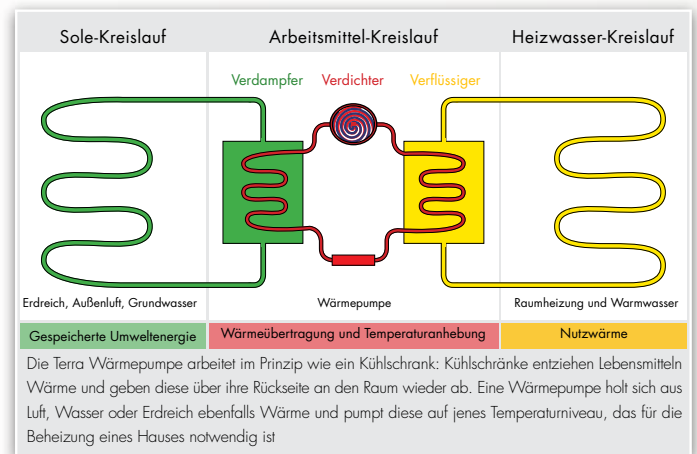 Sole-Kreislauf
Arbeitsmittel-Kreislauf
Heizwasser-Kreislauf
Verdampfer
Verdichter
Verflüssiger
Erdreich, Außenluft, Grundwasser
Wärmepumpe
Raumheizung und Warmwasser
Gespeicherte Umweltenergie
Wärmeübertragung und Temperaturanhebung
Nutzwärme
Die Terra Wärmepumpe arbeitet im Prinzip wie ein Kühlschrank: Kühlschränke entziehen Lebensmitteln
Wärme und geben diese über ihre Rückseite an den Raum wieder ab. Eine Wärmepumpe holt sich aus
Luft, Wasser oder Erdreich ebenfalls Wärme und pumpt diese auf jenes Temperaturniveau, das für die
Beheizung eines Hauses notwendig ist